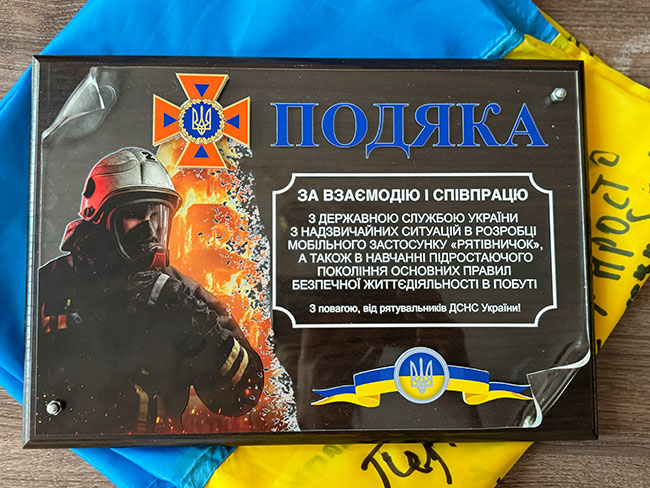 ПОДЯКА
ЗА ВЗАЄМОДІЮ І СПІВПРАЦЮ
З ДЕРЖАВНОЮ СЛУЖБОЮ УКРАЇНИ
З НАДЗВИЧАЙНИХ СИТУАЦІЙ В РОЗРОБЦІ
МОБІЛЬНОГО ЗАСТОСУНКУ «РЯТІВНИЧОК»,
А ТАКОЖ В НАВЧАННІ ПІДРОСТАЮЧОГО
ПОКОЛІННЯ ОСНОВНИХ ПРАВИЛ
БЕЗПЕЧНОЇ ЖИТТЄДІЯЛЬНОСТІ В ПОБУТІ
З повагою, від рятувальників ДСНС України!
ПРОСТО